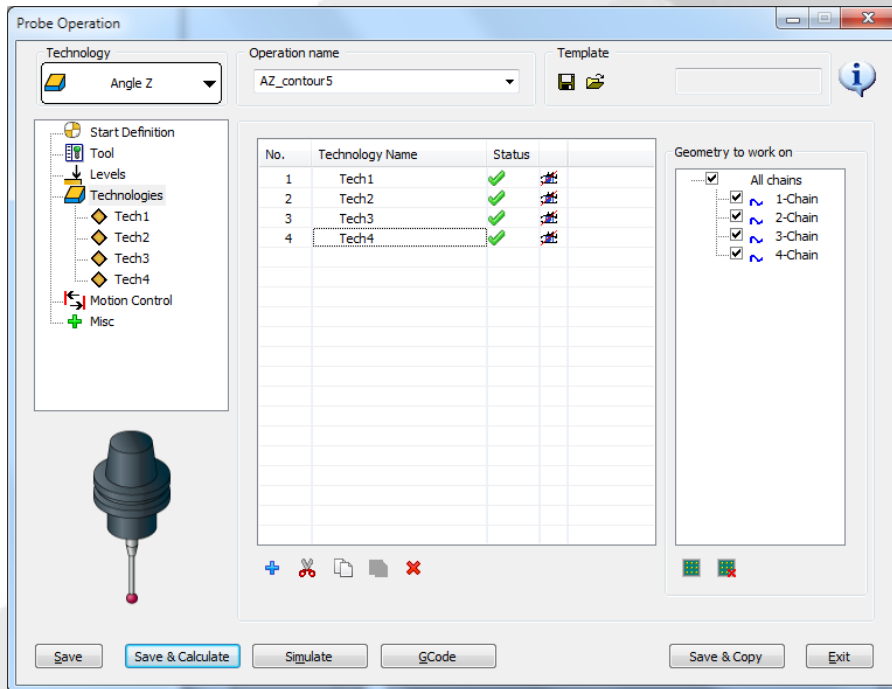 Probe Operation
Technology
Angle Z
Operation name
AZ_contour5
Template
Start Definition
Tool
Levels
Technologies
Tech1
Tech2
Tech3
Tech4
Motion Control
Misc
No. Technology Name Status
1 Tech1
2 Tech2
3 Tech3
4 Tech4
Geometry to work on
All chains
1-Chain
2-Chain
3-Chain
4-Chain
Save Save & Calculate Simulate GCode Save & Copy Exit